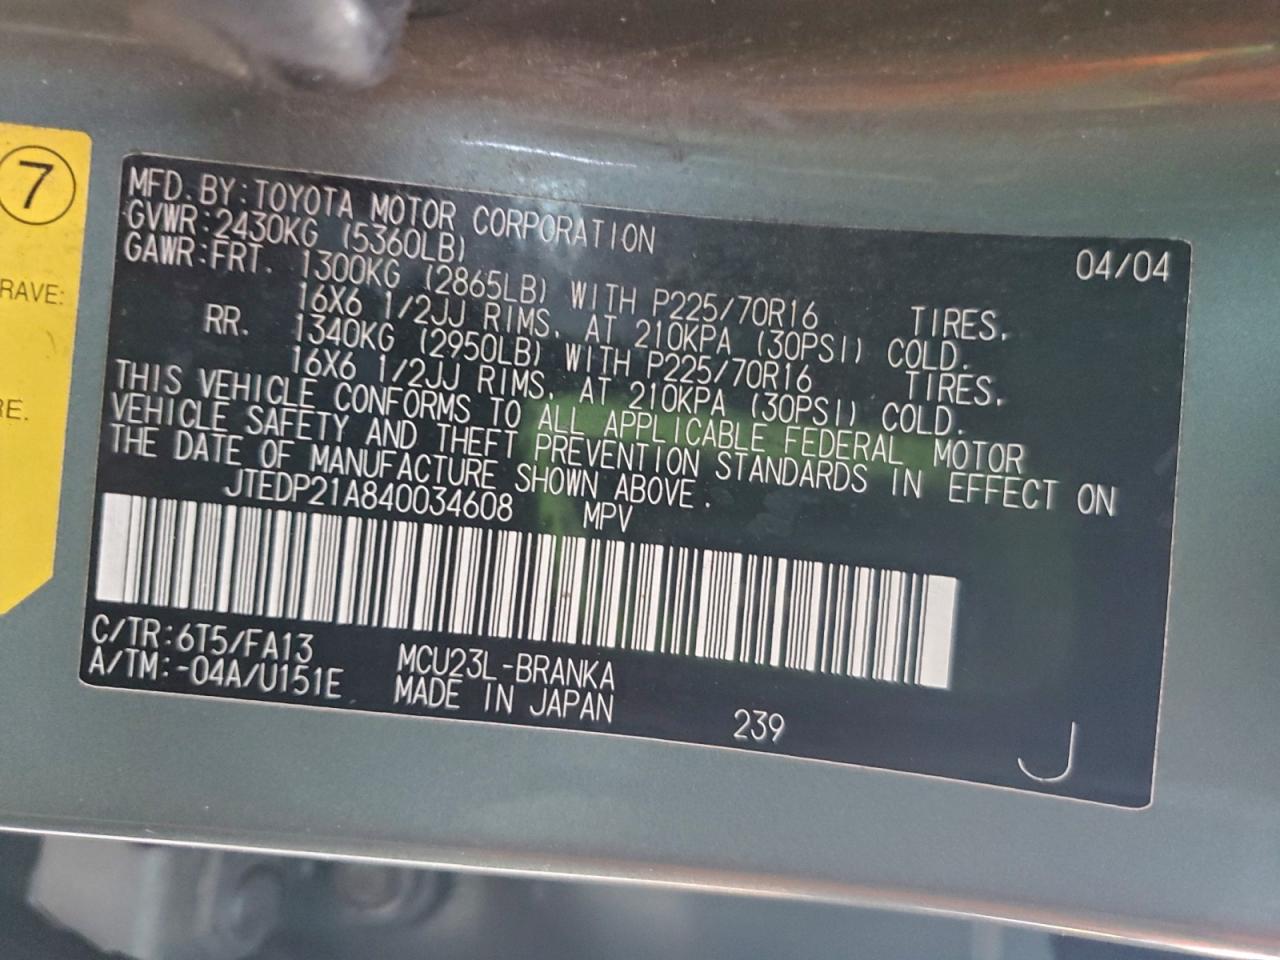 7
RAVE:
RE.
MFD. BY: TOYOTA MOTOR CORPORATION 04/04
GVWR: 2430KG (5360LB)
GAWR: FRT. 1300KG (2865LB) WITH P225/70R16 TIRES,
16X6 1/2JJ RIMS, AT 210KPA (30PSI) COLD.
RR. 1340KG (2950LB) WITH P225/70R16 TIRES,
16X6 1/2JJ RIMS, AT 210KPA (30PSI) COLD.
THIS VEHICLE CONFORMS TO ALL APPLICABLE FEDERAL MOTOR
VEHICLE SAFETY AND THEFT PREVENTION STANDARDS IN EFFECT ON
THE DATE OF MANUFACTURE SHOWN ABOVE.
JTEDP21A840034608 MPV
C/TR: 6T5/FA13 MCU23L-BRANKA
A/TM: -04A/U151E MADE IN JAPAN 239 J